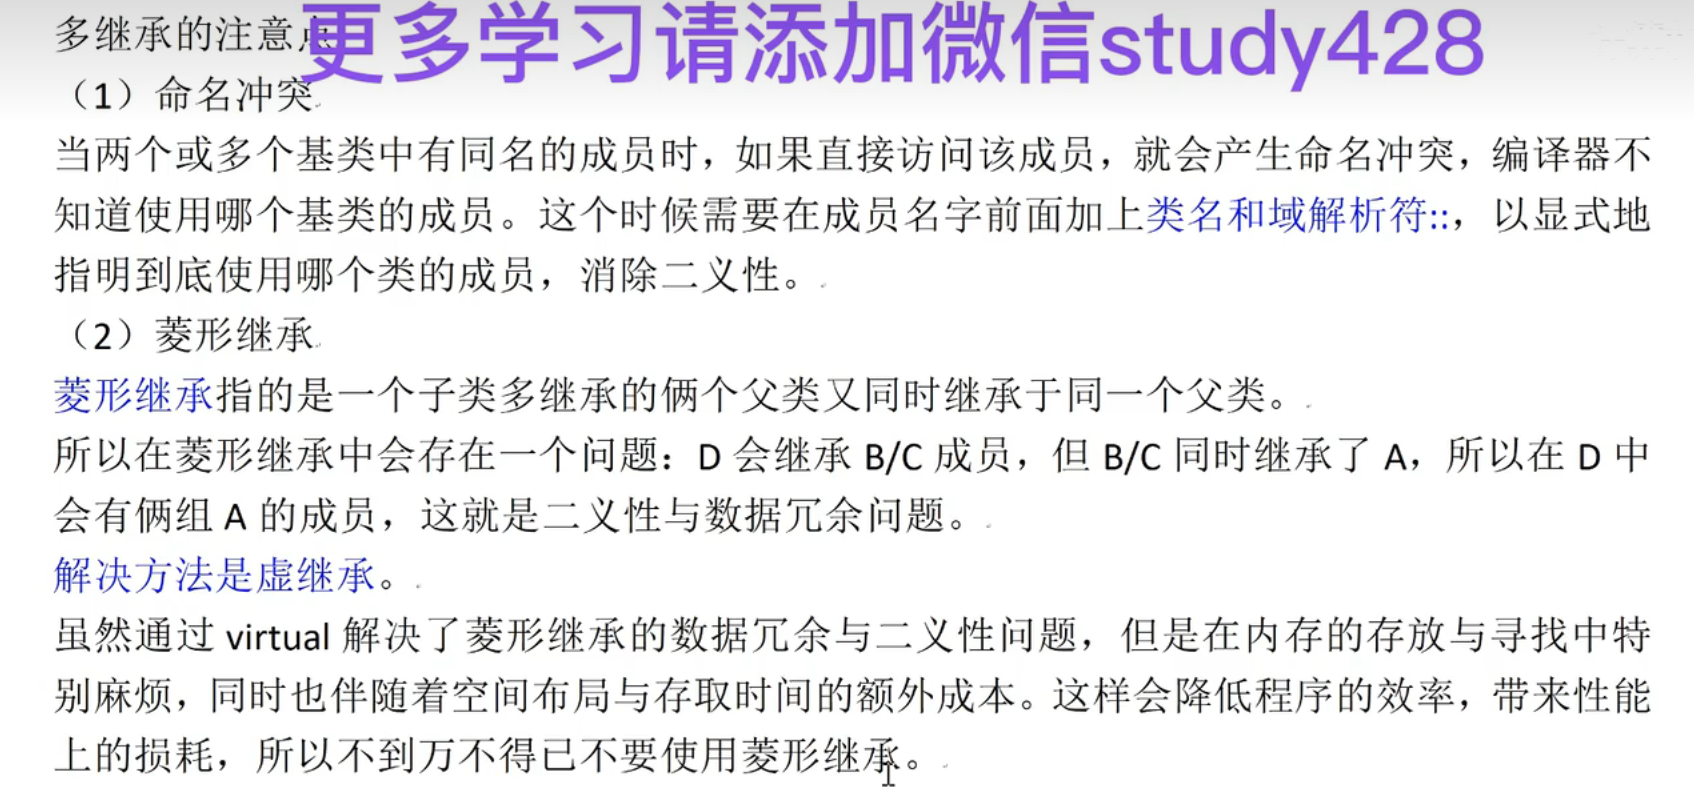 多继承的注意点
更多学习请添加微信study428
（1）命名冲突
当两个或多个基类中有同名的成员时，如果直接访问该成员，就会产生命名冲突，编译器不
知道使用哪个基类的成员。这个时候需要在成员名字前面加上类名和域解析符::，以显式地
指明到底使用哪个类的成员，消除二义性。
（2）菱形继承
菱形继承指的是一个子类多继承的俩个父类又同时继承于同一个父类。
所以在菱形继承中会存在一个问题：D 会继承 B/C 成员，但 B/C 同时继承了 A，所以在 D 中
会有俩组 A 的成员，这就是二义性与数据冗余问题。
解决方法是虚继承。
虽然通过 virtual 解决了菱形继承的数据冗余与二义性问题，但是在内存的存放与寻找中特
别麻烦，同时也伴随着空间布局与存取时间的额外成本。这样会降低程序的效率，带来性能
上的损耗，所以不到万不得已不要使用菱形继承。